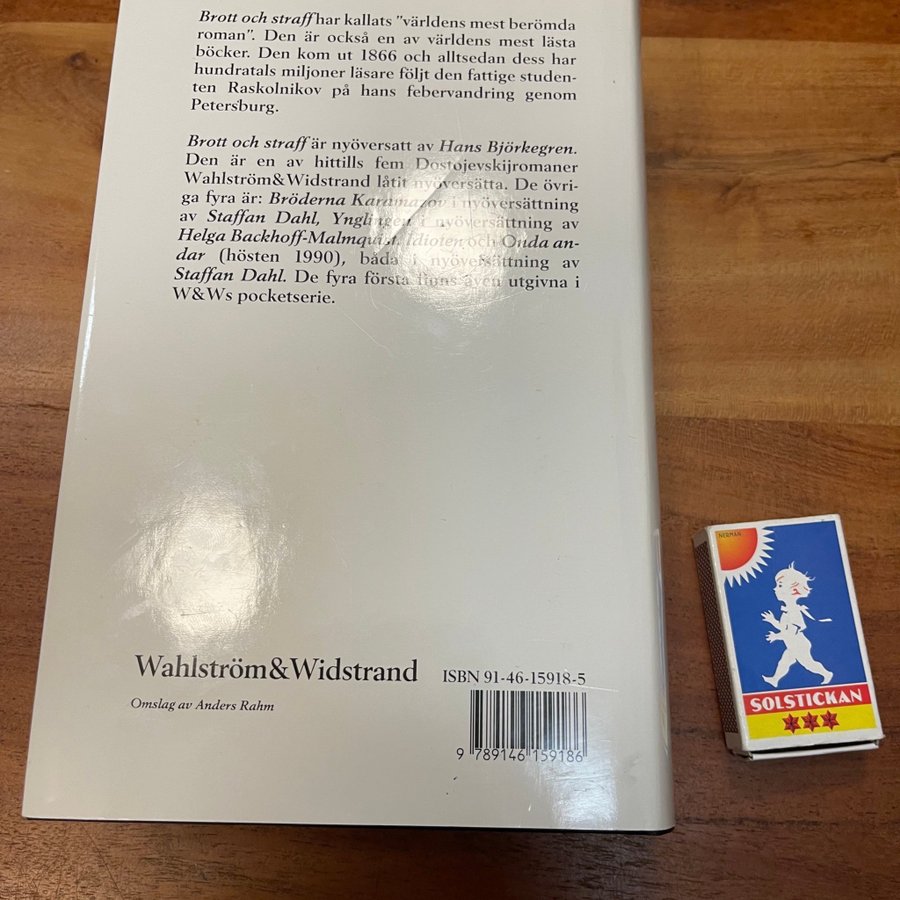 Brott och straff har kallats "världens mest berömda
roman". Den är också en av världens mest lästa
böcker. Den kom ut 1866 och alltsedan dess har
hundratals miljoner läsare följt den fattige studen-
ten Raskolnikov på hans febervandring genom
Petersburg.
Brott och straff är nyöversatt av Hans Björkegren.
Den är en av hittills fem Dostojevskijromaner
Wahlström&Widstrand låtit nyöversätta. De övri-
ga fyra är: Bröderna Karamazov i nyöversättning
av Staffan Dahl, Ynglingen i nyöversättning av
Helga Backhoff-Malmquist, Idioten och Onda an-
dar (hösten 1990), båda i nyöversättning av
Staffan Dahl. De fyra första finns även utgivna i
W&Ws pocketserie.
Wahlström&Widstrand
ISBN 91-46-15918-5
Omslag av Anders Rahm
9 789146 159186
NERMAN
SOLSTICKAN